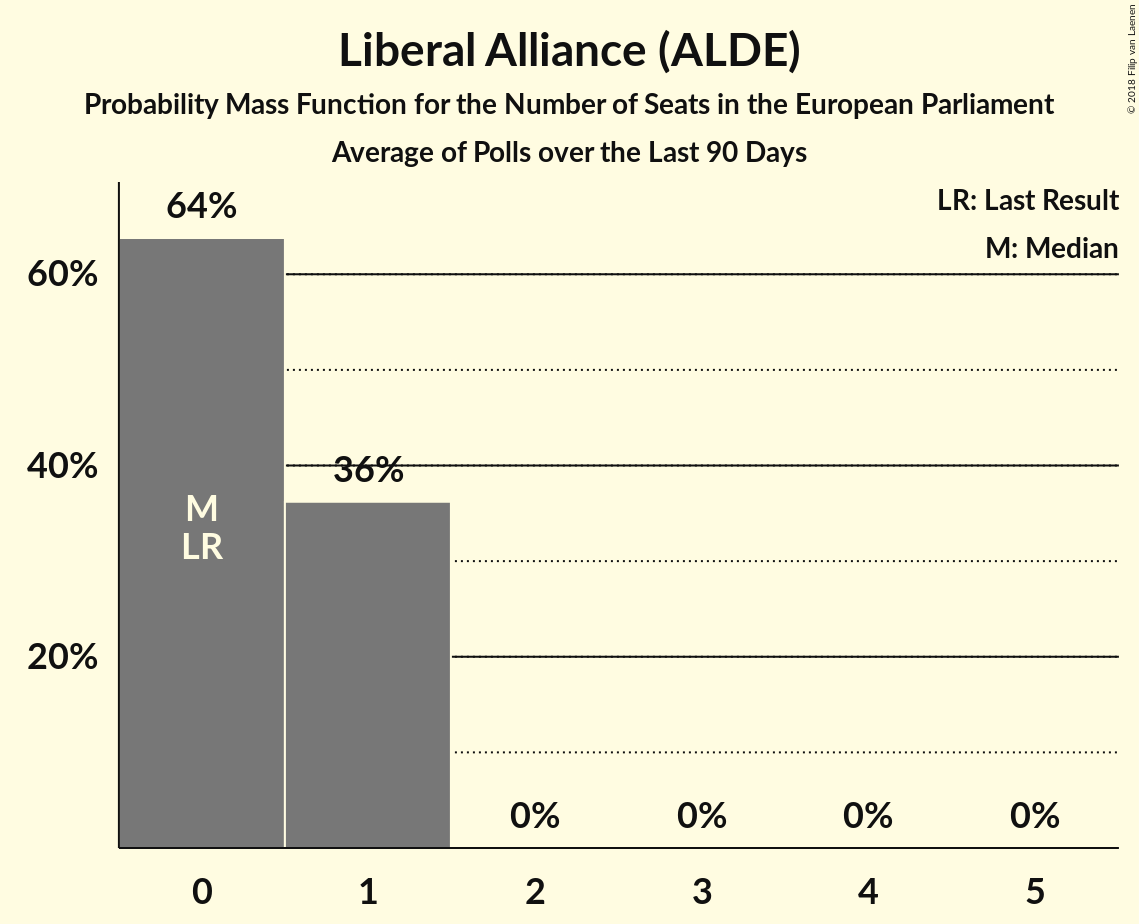 Liberal Alliance (ALDE)
Probability Mass Function for the Number of Seats in the European Parliament
Average of Polls over the Last 90 Days
© 2018 Filip van Laenen
LR: Last Result
M: Median
64%
60%
40%
36%
M
LR
20%
0% 0% 0% 0%
0 1 2 3 4 5